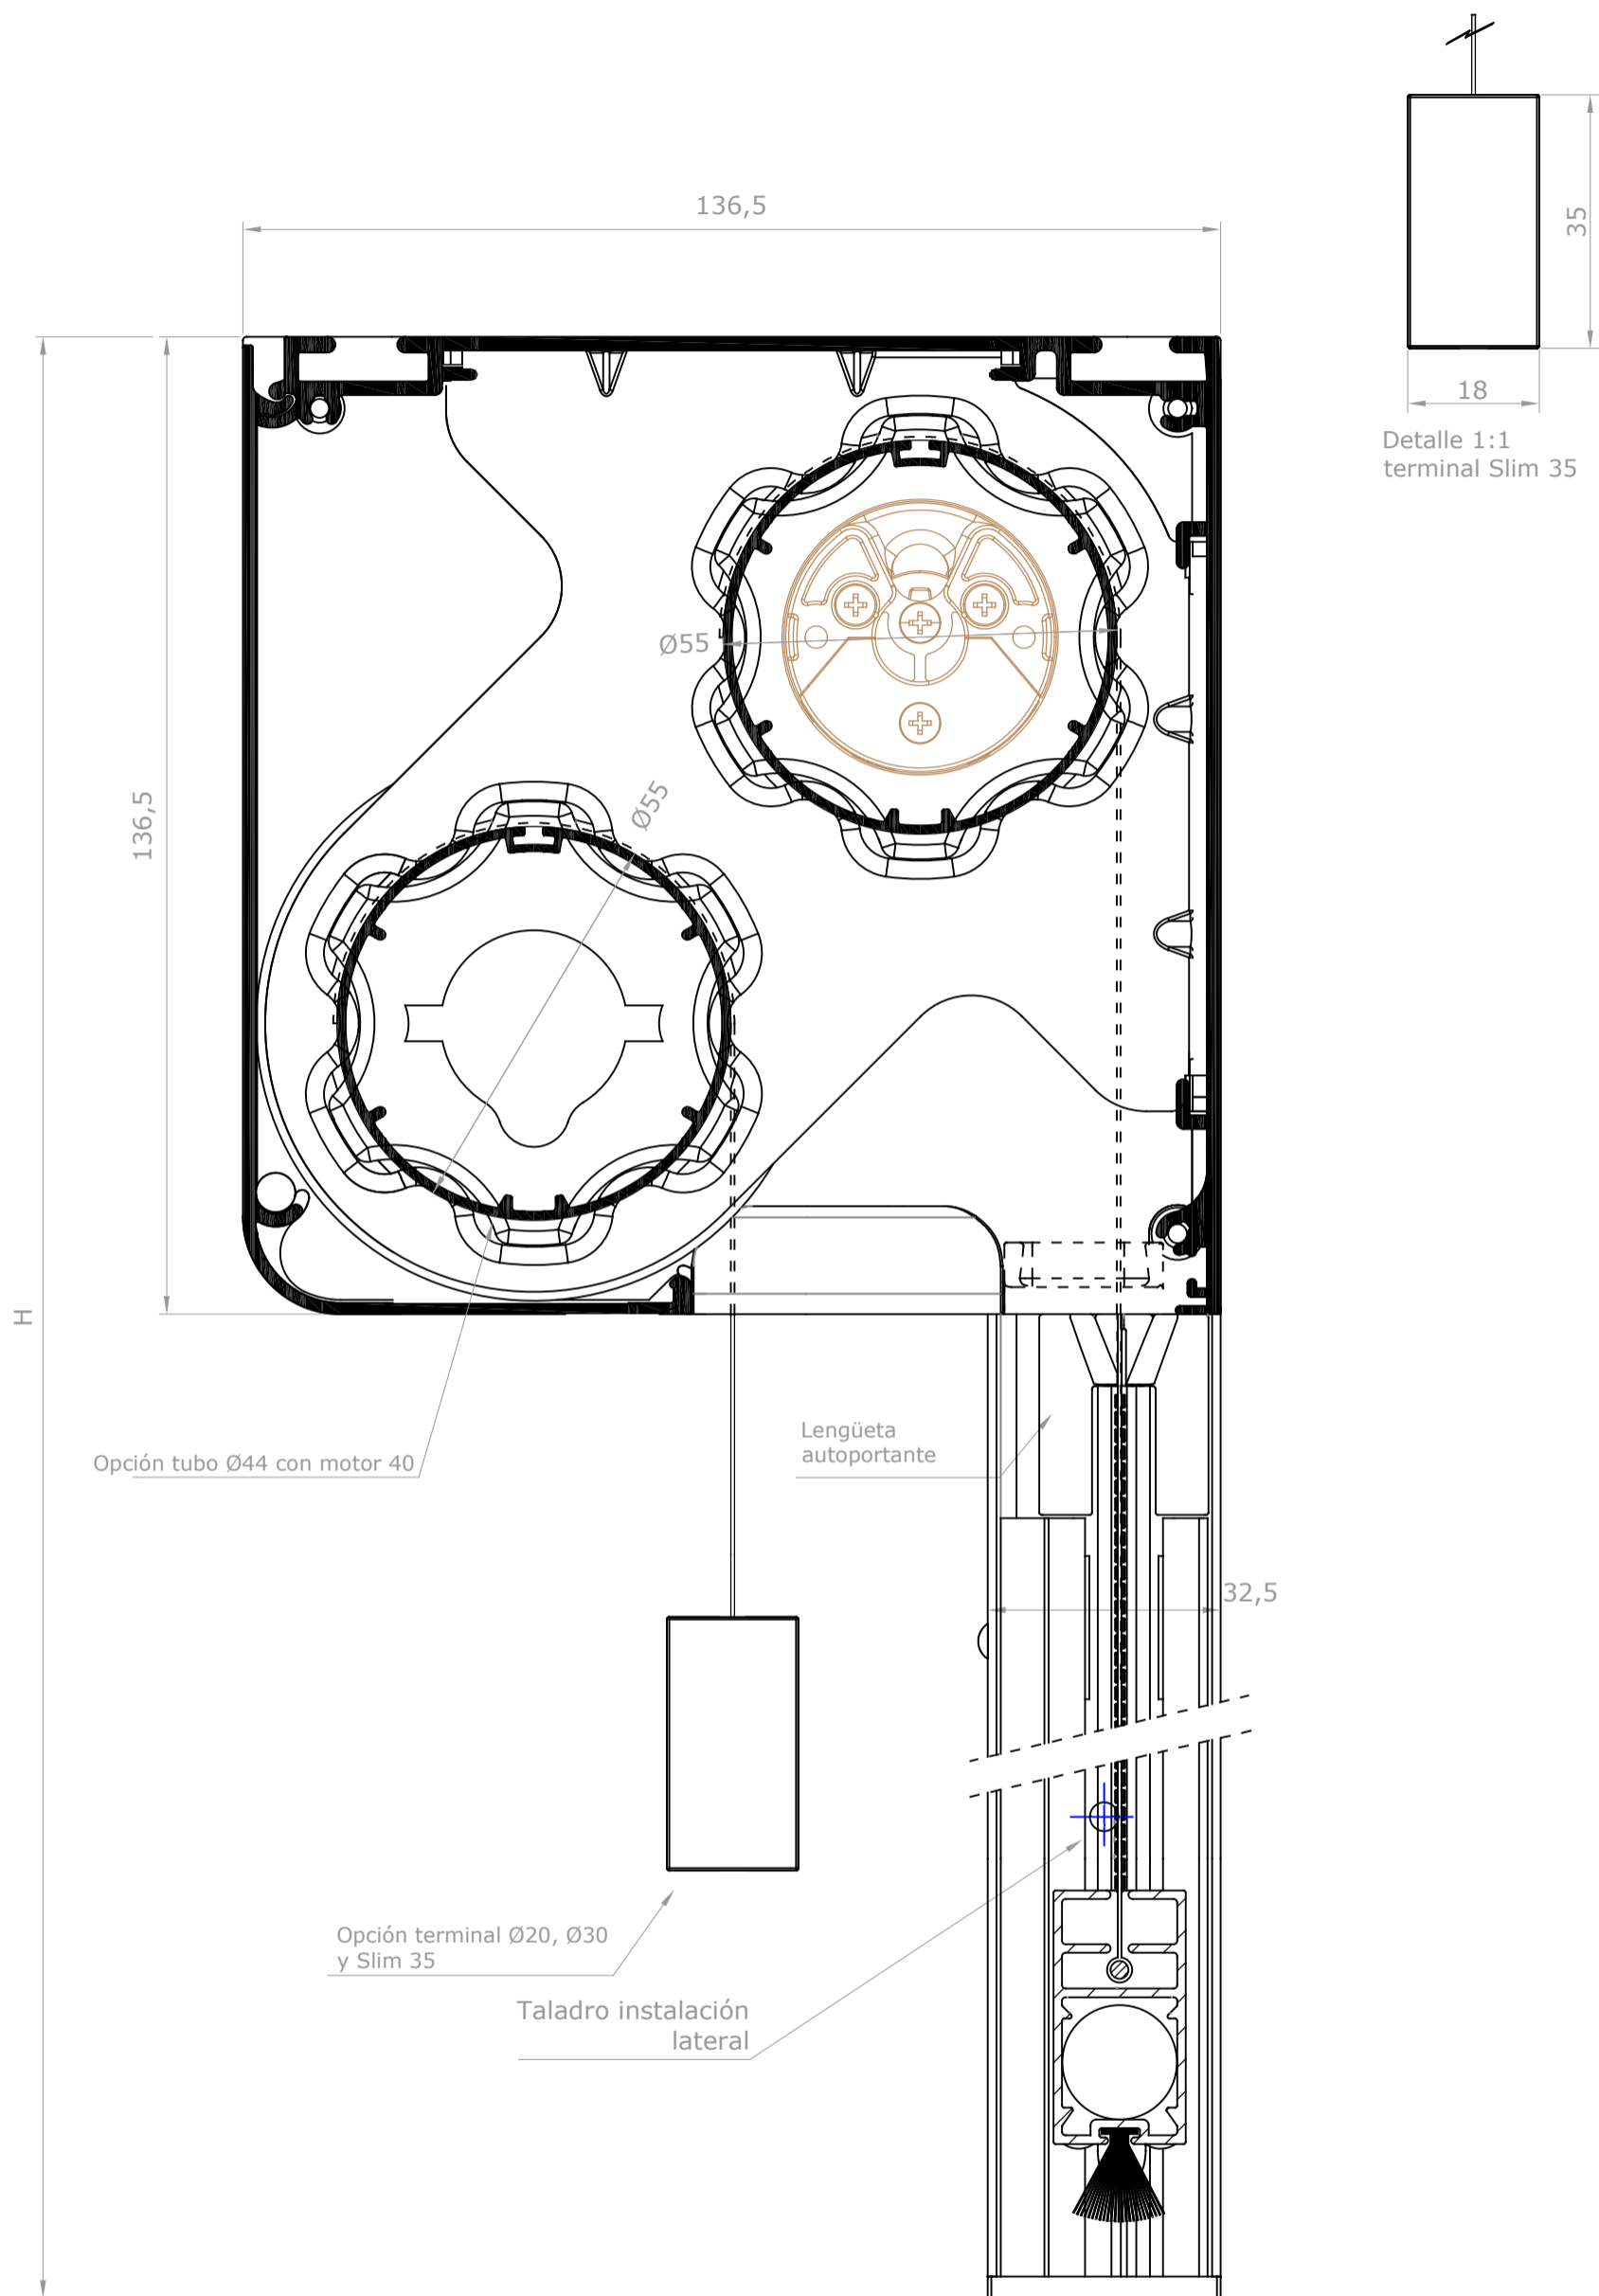 136,5
35
18
Detalle 1:1
terminal Slim 35
Ø55
Ø55
136,5
H
Lengüeta
autoportante
Opción tubo Ø44 con motor 40
32,5
Opción terminal Ø20, Ø30
y Slim 35
Taladro instalación
lateral